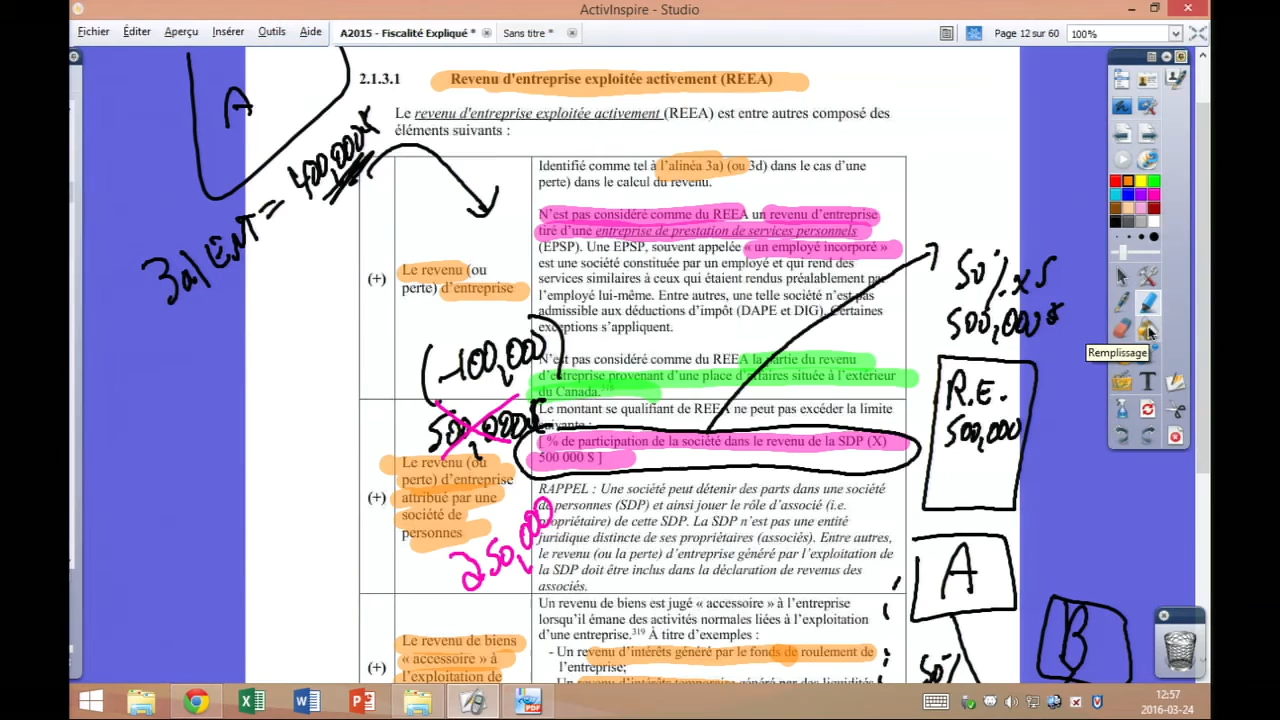 ActivInspire - Studio
Fichier Éditer Aperçu Insérer Outils Aide
A2015 - Fiscalité Expliqué *
Sans titre *
Page 12 sur 60
100%
2.1.3.1 Revenu d'entreprise exploitée activement (REEA)
Le revenu d'entreprise exploitée activement (REEA) est entre autres composé des
éléments suivants :
(+)
Le revenu (ou
perte) d'entreprise
Identifié comme tel à l'alinéa 3a) (ou 3d) dans le cas d'une
perte) dans le calcul du revenu.
N'est pas considéré comme du REEA un revenu d'entreprise
tiré d'une entreprise de prestation de services personnels
(EPSP). Une EPSP, souvent appelée « un employé incorporé »
est une société constituée par un employé et qui rend des
services similaires à ceux qui étaient rendus préalablement par
l'employé lui-même. Entre autres, une telle société n'est pas
admissible aux déductions d'impôt (DAPE et DIG). Certaines
exceptions s'appliquent.
N'est pas considéré comme du REEA la partie du revenu
d'entreprise provenant d'une place d'affaires située à l'extérieur
du Canada.318
(+)
Le revenu (ou
perte) d'entreprise
attribué par une
société de
personnes
Le montant se qualifiant de REEA ne peut pas excéder la limite
suivante :
[ % de participation de la société dans le revenu de la SDP (X)
500 000 $ ]
RAPPEL : Une société peut détenir des parts dans une société
de personnes (SDP) et ainsi jouer le rôle d'associé (i.e.
propriétaire) de cette SDP. La SDP n'est pas une entité
juridique distincte de ses propriétaires (associés). Entre autres,
le revenu (ou la perte) d'entreprise généré par l'exploitation de
la SDP doit être inclus dans la déclaration de revenus des
associés.
(+)
Le revenu de biens
« accessoire » à
l'exploitation de
Un revenu de biens est jugé « accessoire » à l'entreprise
lorsqu'il émane des activités normales liées à l'exploitation
d'une entreprise.319 À titre d'exemples :
- Un revenu d'intérêts généré par le fonds de roulement de
l'entreprise;
- Un revenu d'intérêts temporaire généré par des liquidités
A
3a) ENT = 400,000$
(-100,000)
500,000$
250,000
50% x $
500,000$
R.E.
500,000
A
B
50%
Remplissage
12:57
2016-03-24